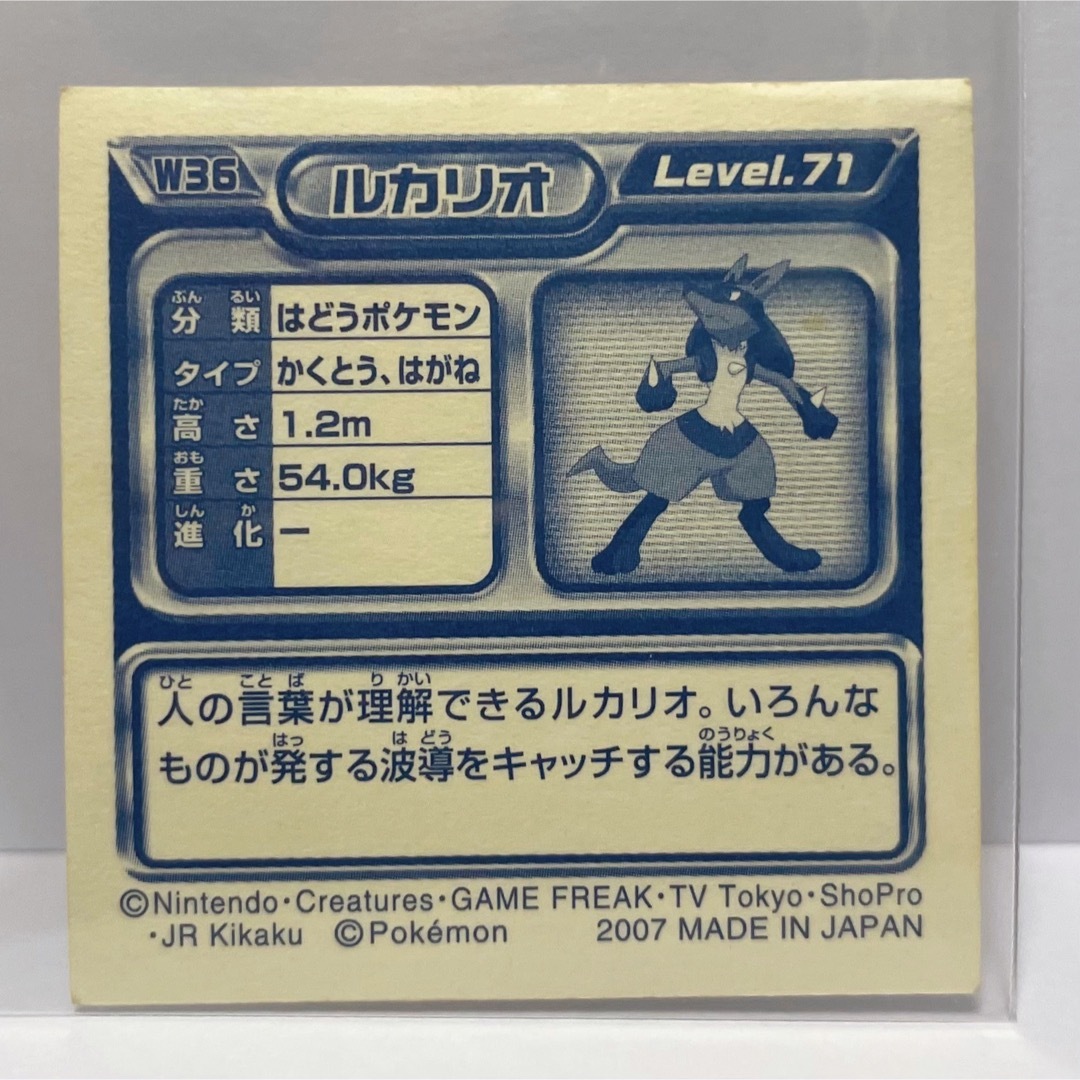 W36 ルカリオ Level.71
ぶん るい
分 類 はどうポケモン
タイプ かくとう、はがね
たか
高 さ 1.2m
おも
重 さ 54.0kg
しん か
進 化 ー
ひと こと ば り かい
人の言葉が理解できるルカリオ。いろんな
はっ は どう のうりょく
ものが発する波導をキャッチする能力がある。
©Nintendo・Creatures・GAME FREAK・TV Tokyo・ShoPro
・JR Kikaku ©Pokémon 2007 MADE IN JAPAN